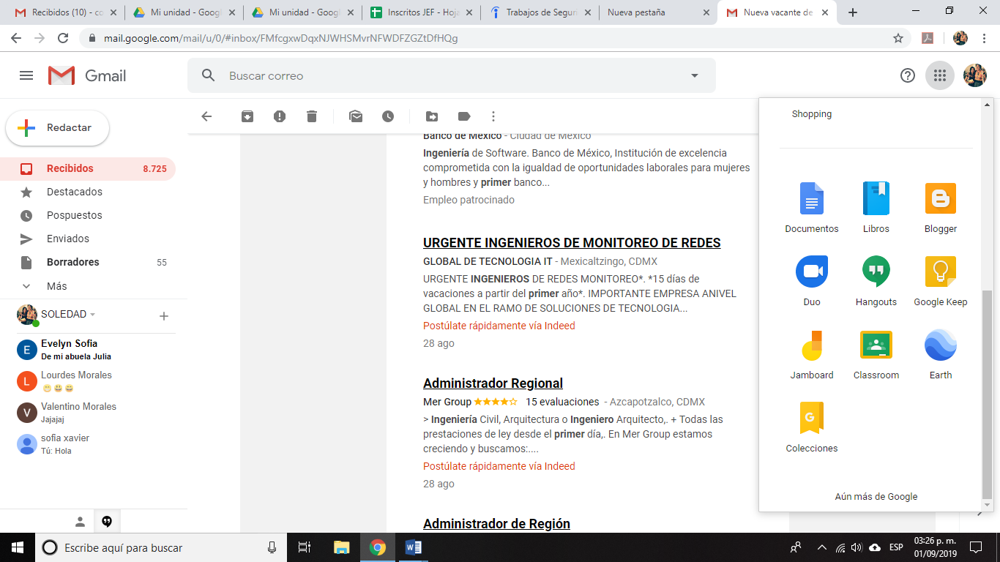 Recibidos (10) - co
Mi unidad - Googl
Mi unidad - Googl
Inscritos JEF - Hoja
Trabajos de Seguri
Nueva pestaña
Nueva vacante de
mail.google.com/mail/u/0/#inbox/FMfcgxwDqxNJWHSMvrNFWDFZGZtDfHQg
Gmail
Buscar correo
Redactar
Recibidos 8.725
Destacados
Pospuestos
Enviados
Borradores 55
Más
SOLEDAD
E
Evelyn Sofia
De mi abuela Julia
L
Lourdes Morales
V
Valentino Morales
Jajajaj
sofia xavier
Tú: Hola
Banco de México - Ciudad de México
Ingeniería de Software. Banco de México, Institución de excelencia
comprometida con la igualdad de oportunidades laborales para mujeres
y hombres y primer banco...
Empleo patrocinado
URGENTE INGENIEROS DE MONITOREO DE REDES
GLOBAL DE TECNOLOGIA IT - Mexicaltzingo, CDMX
URGENTE INGENIEROS DE REDES MONITOREO*. *15 días de
vacaciones a partir del primer año*. IMPORTANTE EMPRESA ANIVEL
GLOBAL EN EL RAMO DE SOLUCIONES DE TECNOLOGIA...
Postúlate rápidamente vía Indeed
28 ago
Administrador Regional
Mer Group 15 evaluaciones - Azcapotzalco, CDMX
> Ingeniería Civil, Arquitectura o Ingeniero Arquitecto,. + Todas las
prestaciones de ley desde el primer día,. En Mer Group estamos
creciendo y buscamos:....
Postúlate rápidamente vía Indeed
28 ago
Administrador de Región
Shopping
Documentos Libros Blogger
Duo Hangouts Google Keep
Jamboard Classroom Earth
G
Colecciones
Aún más de Google
Escribe aquí para buscar
ESP
03:26 p. m.
01/09/2019